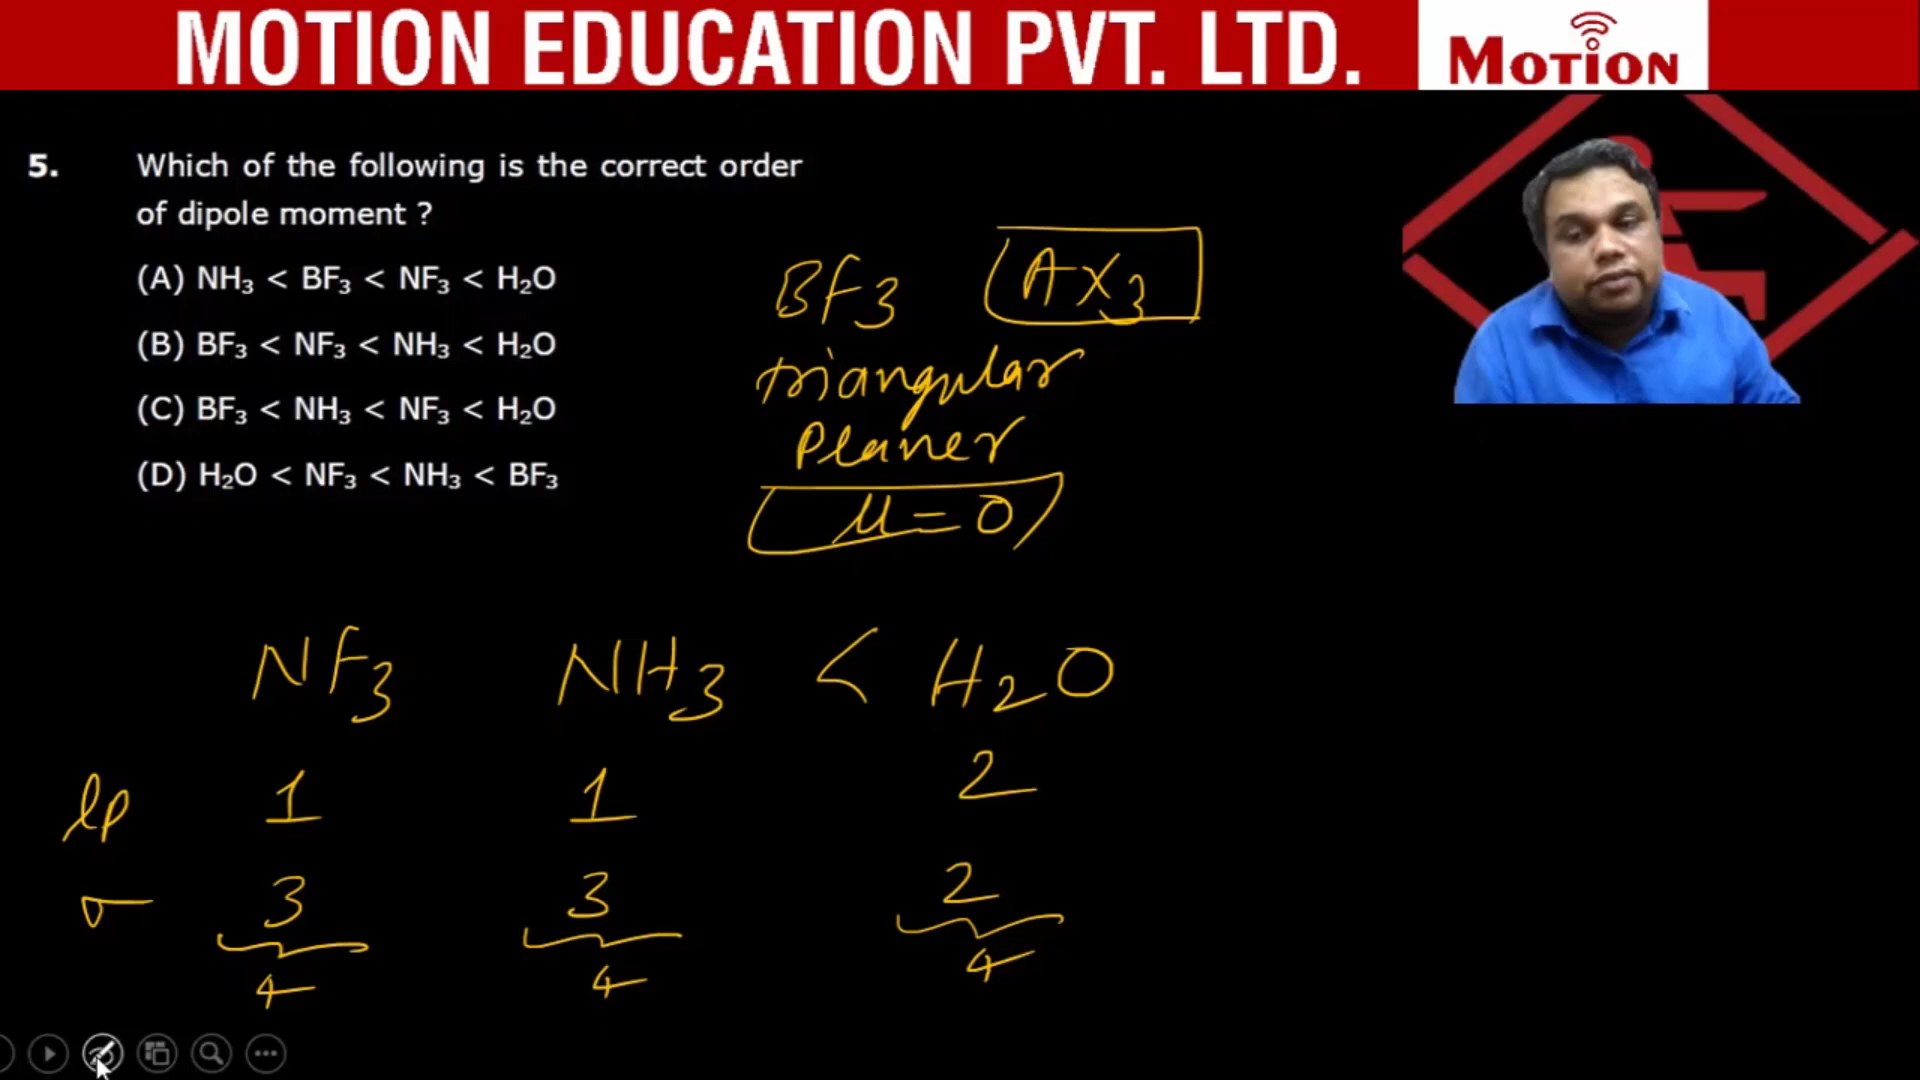 MOTION EDUCATION PVT. LTD.
MOTION
5. Which of the following is the correct order
of dipole moment ?
(A) NH₃ < BF₃ < NF₃ < H₂O
(B) BF₃ < NF₃ < NH₃ < H₂O
(C) BF₃ < NH₃ < NF₃ < H₂O
(D) H₂O < NF₃ < NH₃ < BF₃
BF3 AX3
triangular
Planer
μ = 0
NF3 NH3 < H2O
lp 1 1 2
σ 3 3 2
4 4 4